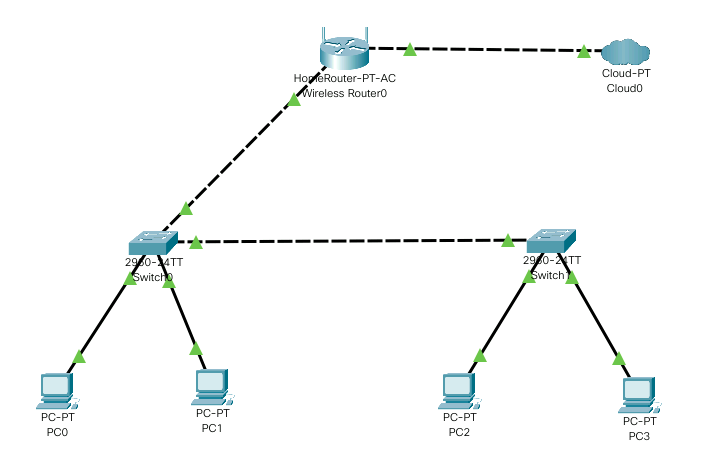 HomeRouter-PT-AC
Wireless Router0
Cloud-PT
Cloud0
2960-24TT
Switch0
2960-24TT
Switch1
PC-PT
PC0
PC-PT
PC1
PC-PT
PC2
PC-PT
PC3